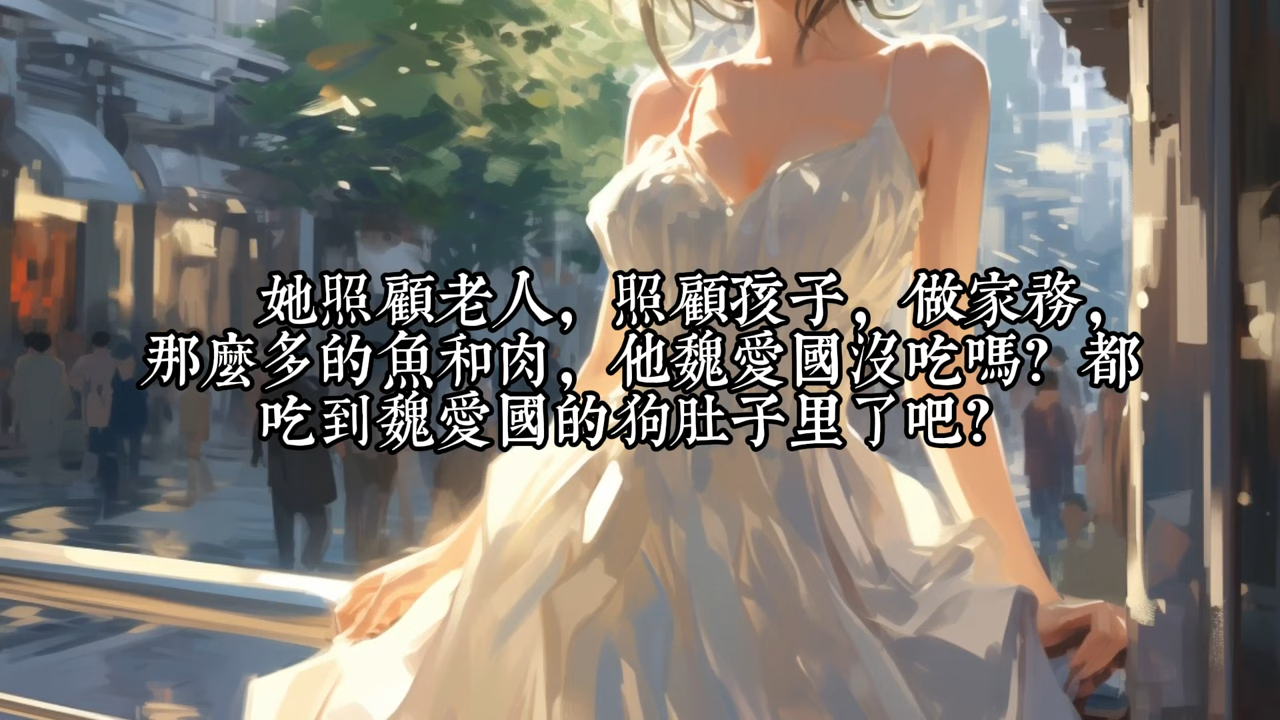 她照顧老人，照顧孩子，做家務，
那麼多的魚和肉，他魏愛國沒吃嗎？都
吃到魏愛國的狗肚子里了吧？